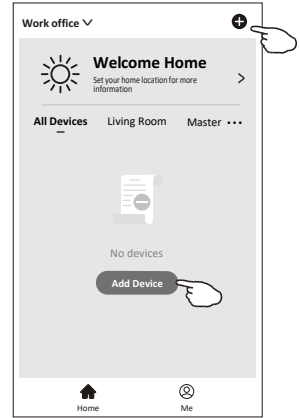 Work office
Welcome Home
Set your home location for more
information
All Devices Living Room Master
No devices
Add Device
Home Me